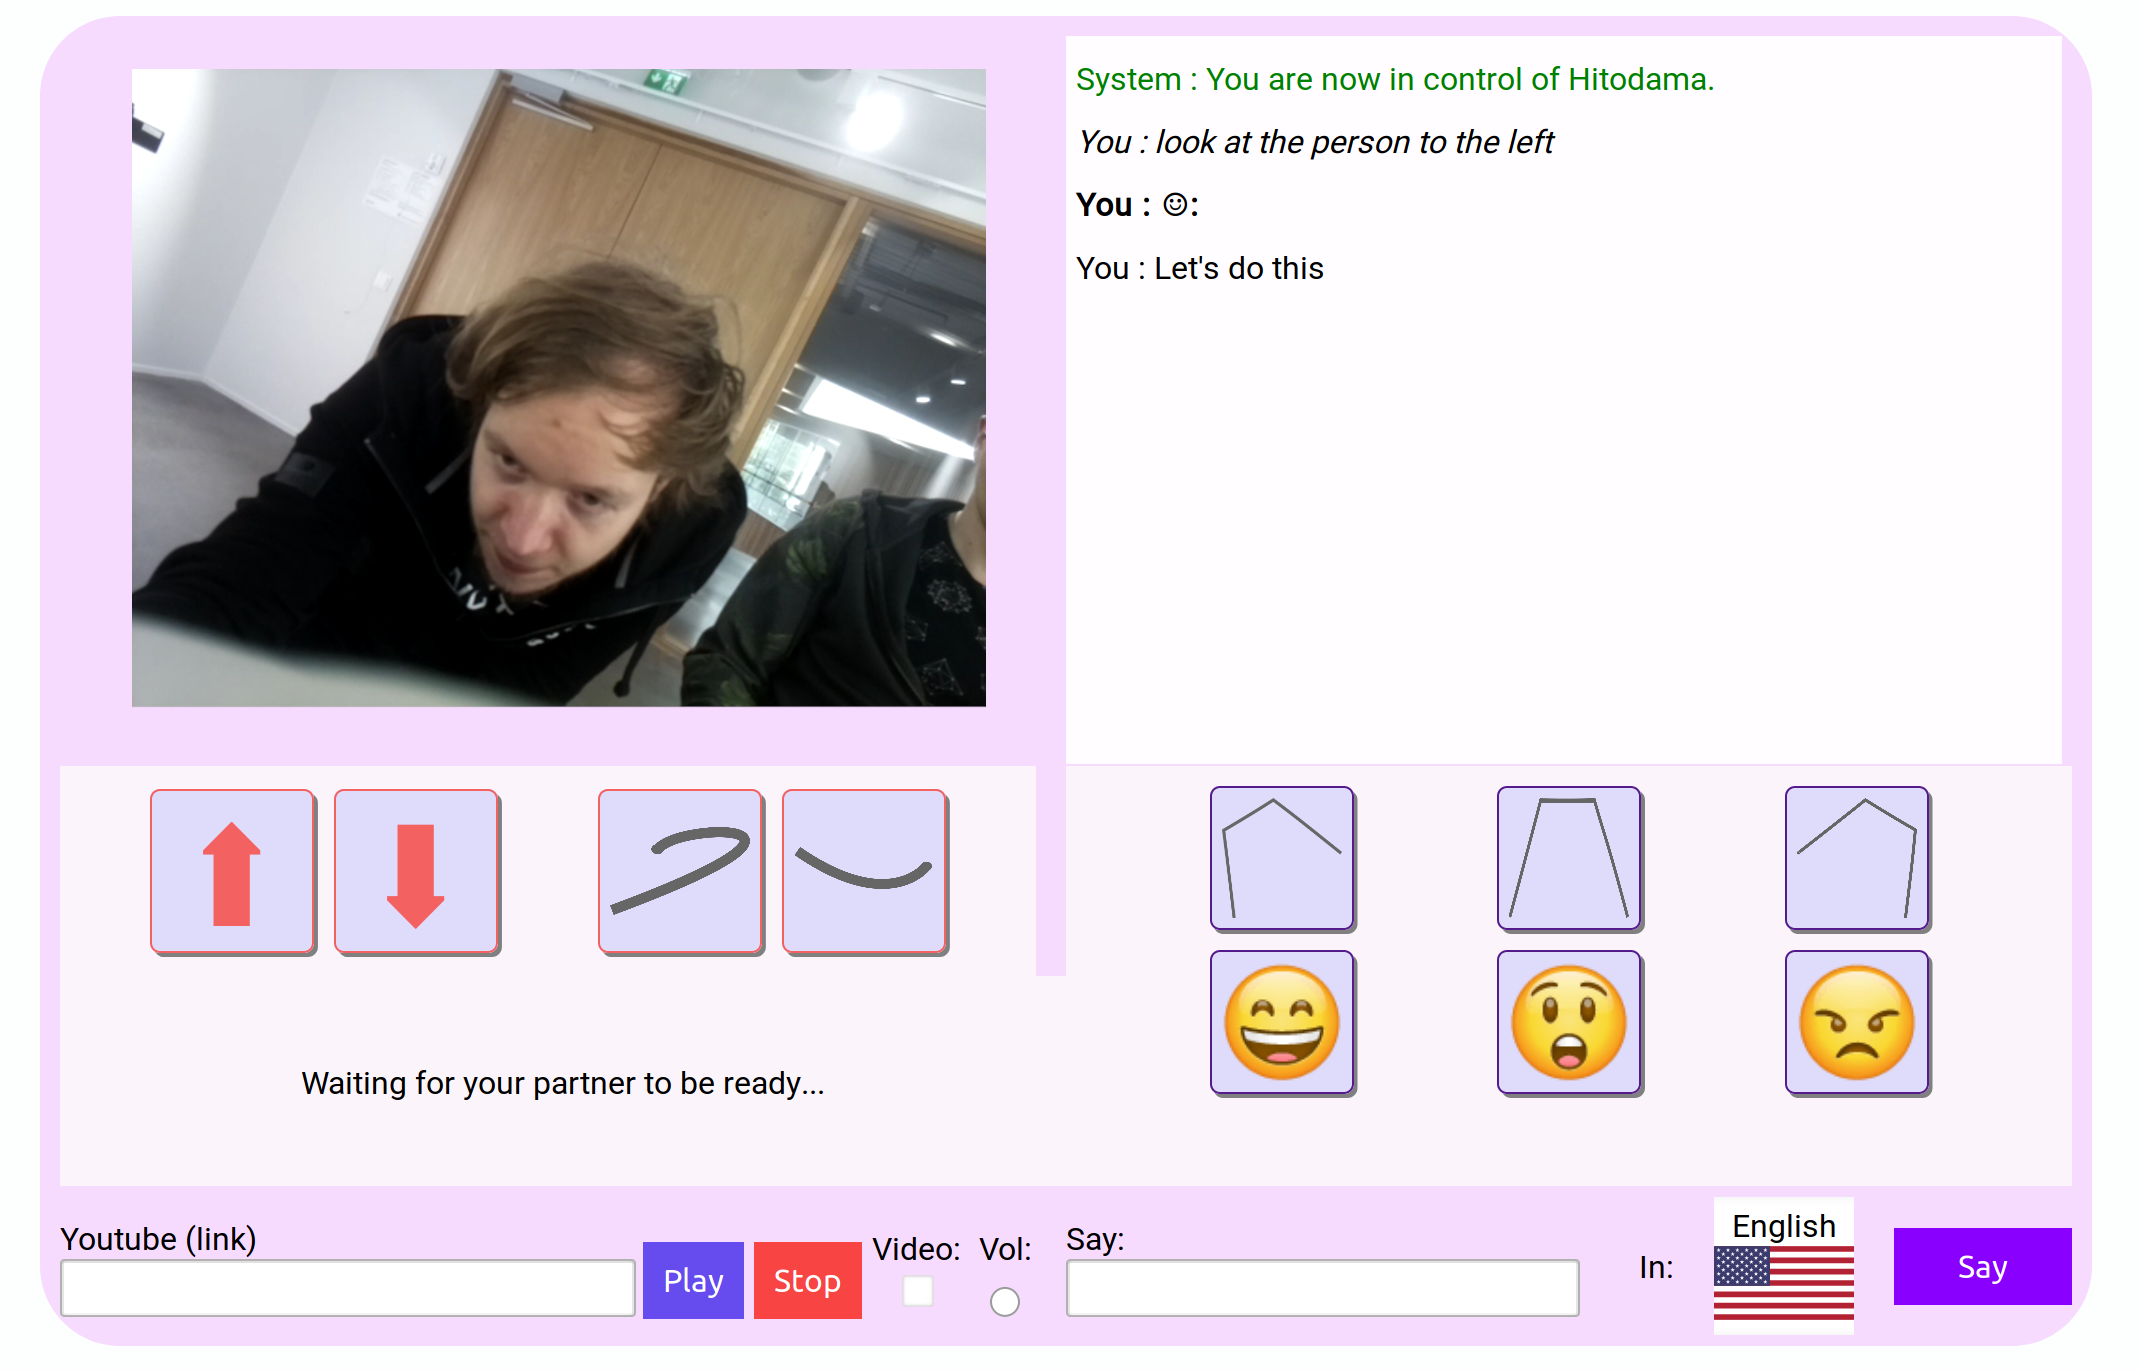 System : You are now in control of Hitodama.
You : look at the person to the left
You : ☺:
You : Let's do this
Waiting for your partner to be ready...
Youtube (link)
Play
Stop
Video:
Vol:
Say:
In:
English
Say